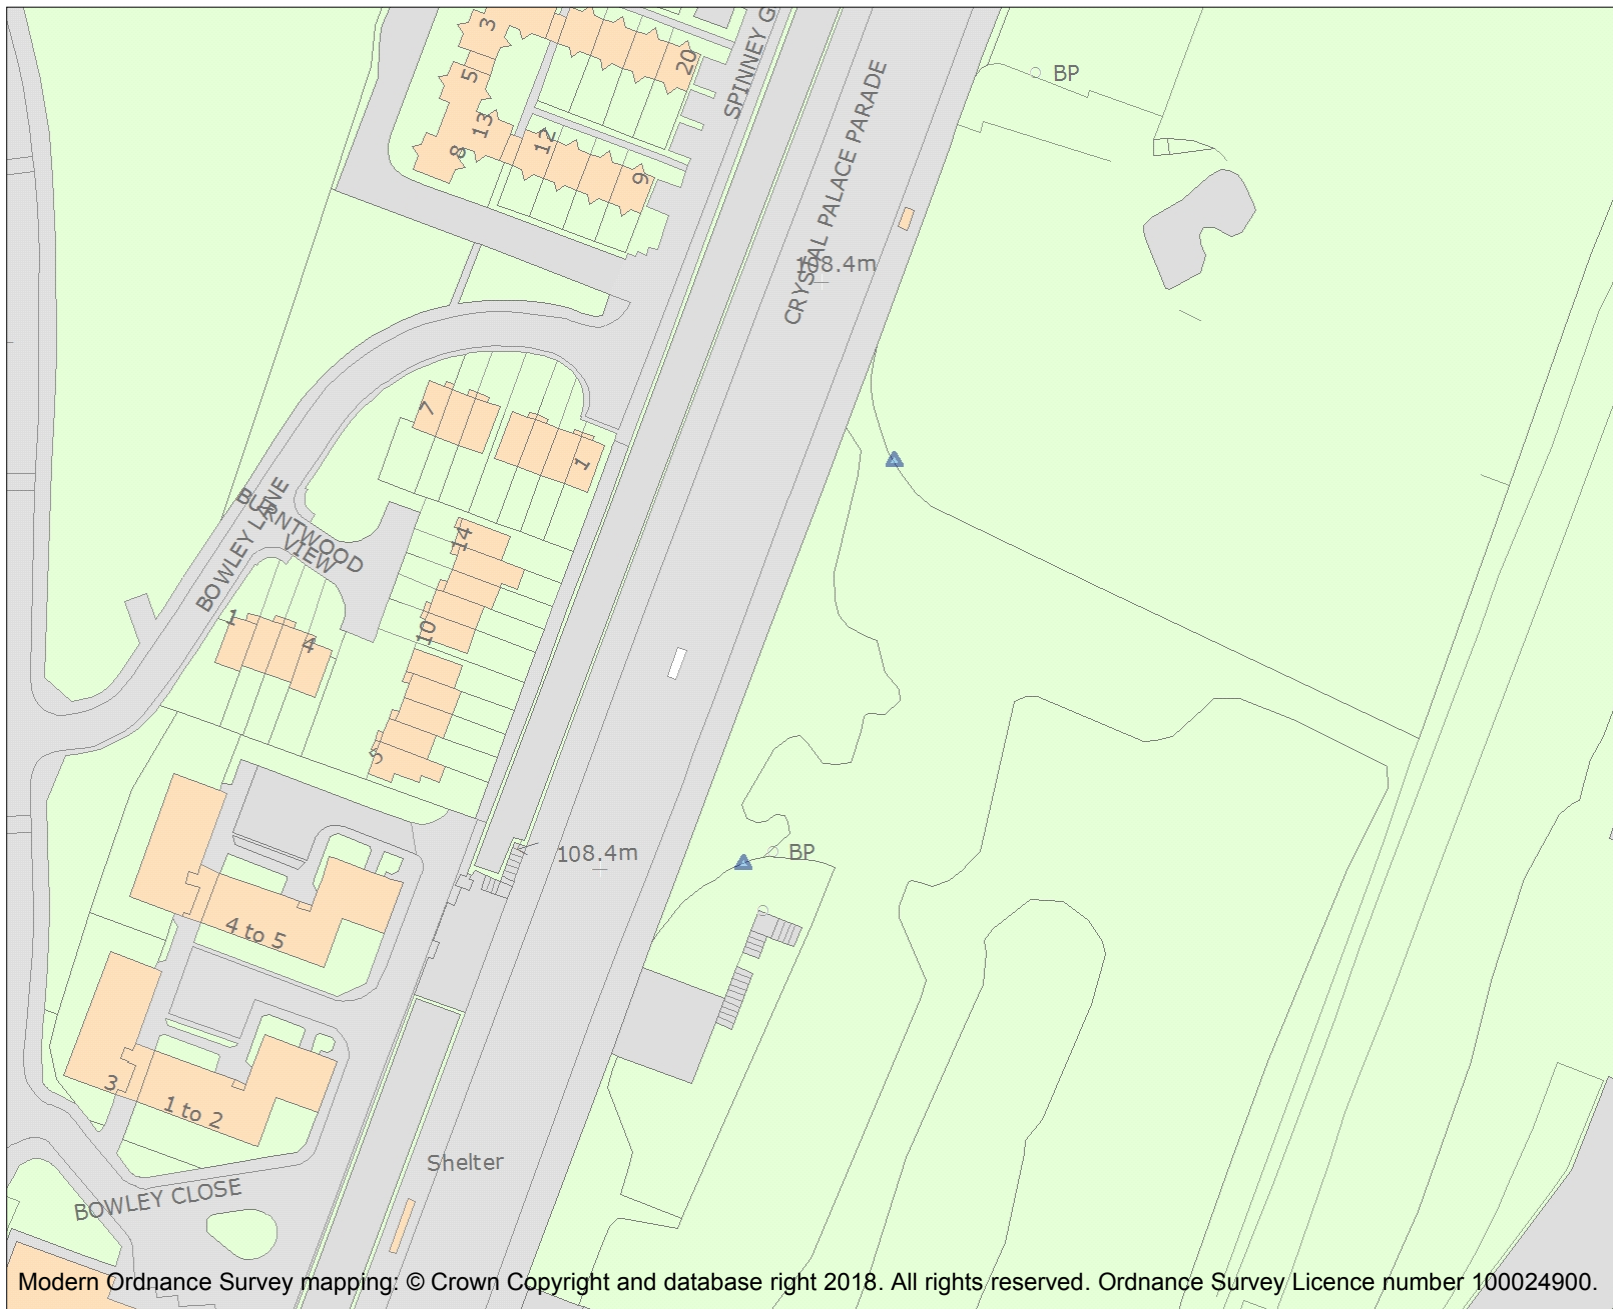 3
5
13
8
12
20
9
SPINNEY G
CRYSTAL PALACE PARADE
BP
108.4m
7
1
BOWLEY LANE
BURNTWOOD
VIEW
14
10
1
4
5
108.4m
BP
4 to 5
3
1 to 2
Shelter
BOWLEY CLOSE
Modern Ordnance Survey mapping: © Crown Copyright and database right 2018. All rights reserved. Ordnance Survey Licence number 100024900.